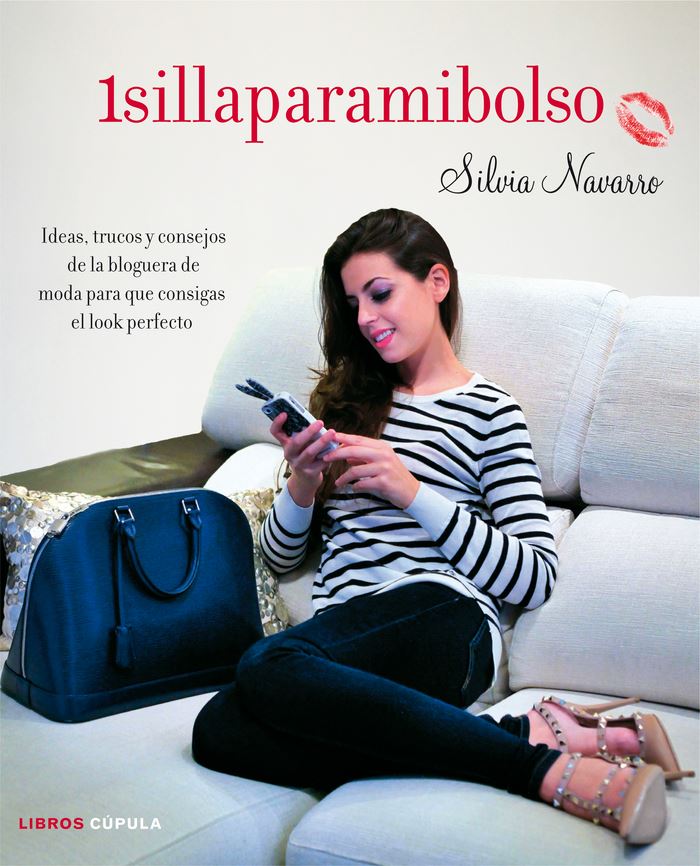 1sillaparamibolso
Silvia Navarro
Ideas, trucos y consejos
de la bloguera de
moda para que consigas
el look perfecto
LIBROS CÚPULA